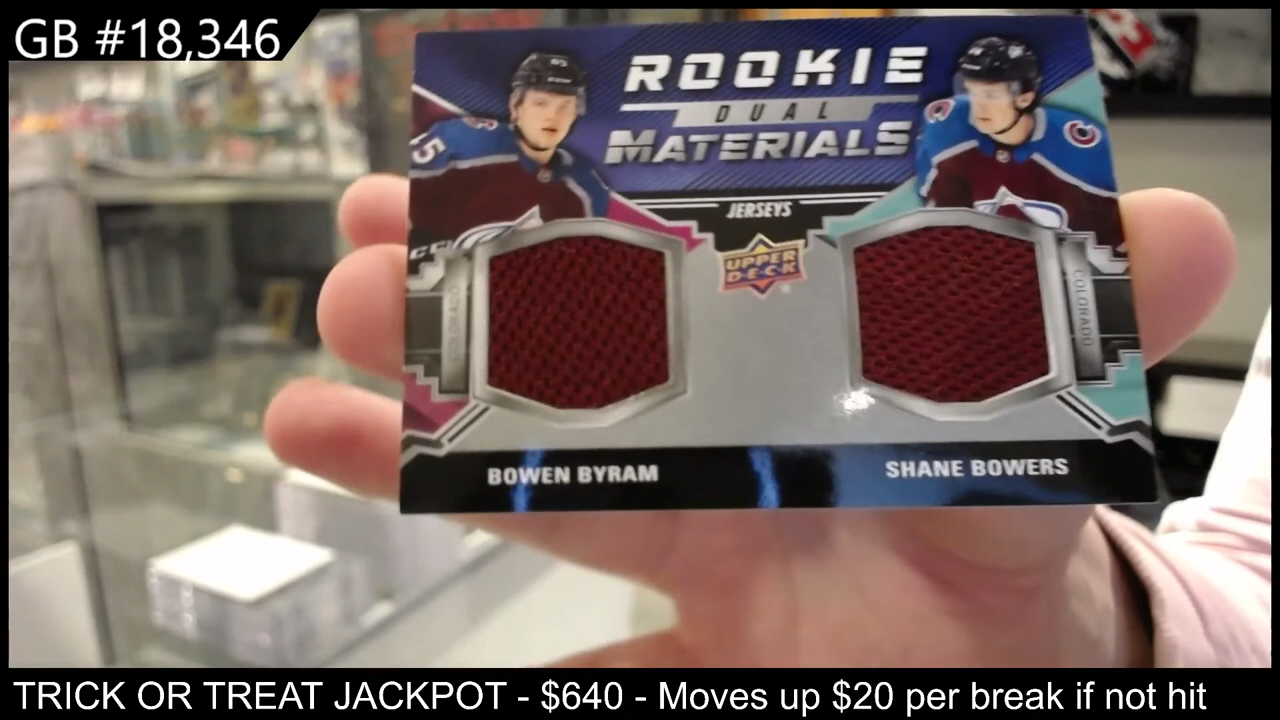 GB #18,346
ROOKIE
DUAL
MATERIALS
JERSEYS
UPPER
DECK
COLORADO
COLORADO
BOWEN BYRAM
SHANE BOWERS
TRICK OR TREAT JACKPOT - $640 - Moves up $20 per break if not hit